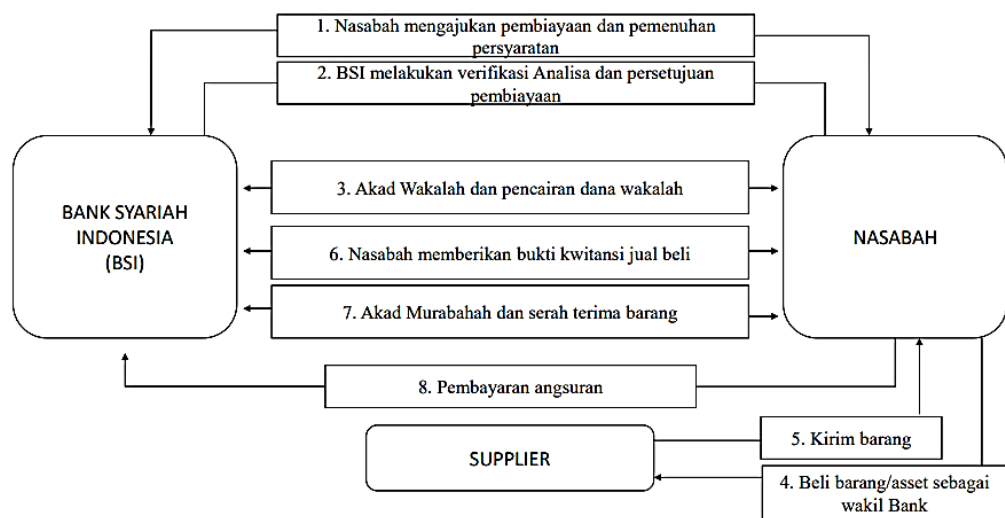 1. Nasabah mengajukan pembiayaan dan pemenuhan
persyaratan
2. BSI melakukan verifikasi Analisa dan persetujuan
pembiayaan
3. Akad Wakalah dan pencairan dana wakalah
BANK SYARIAH
INDONESIA
(BSI)
NASABAH
6. Nasabah memberikan bukti kwitansi jual beli
7. Akad Murabahah dan serah terima barang
8. Pembayaran angsuran
5. Kirim barang
SUPPLIER
4. Beli barang/asset sebagai
wakil Bank